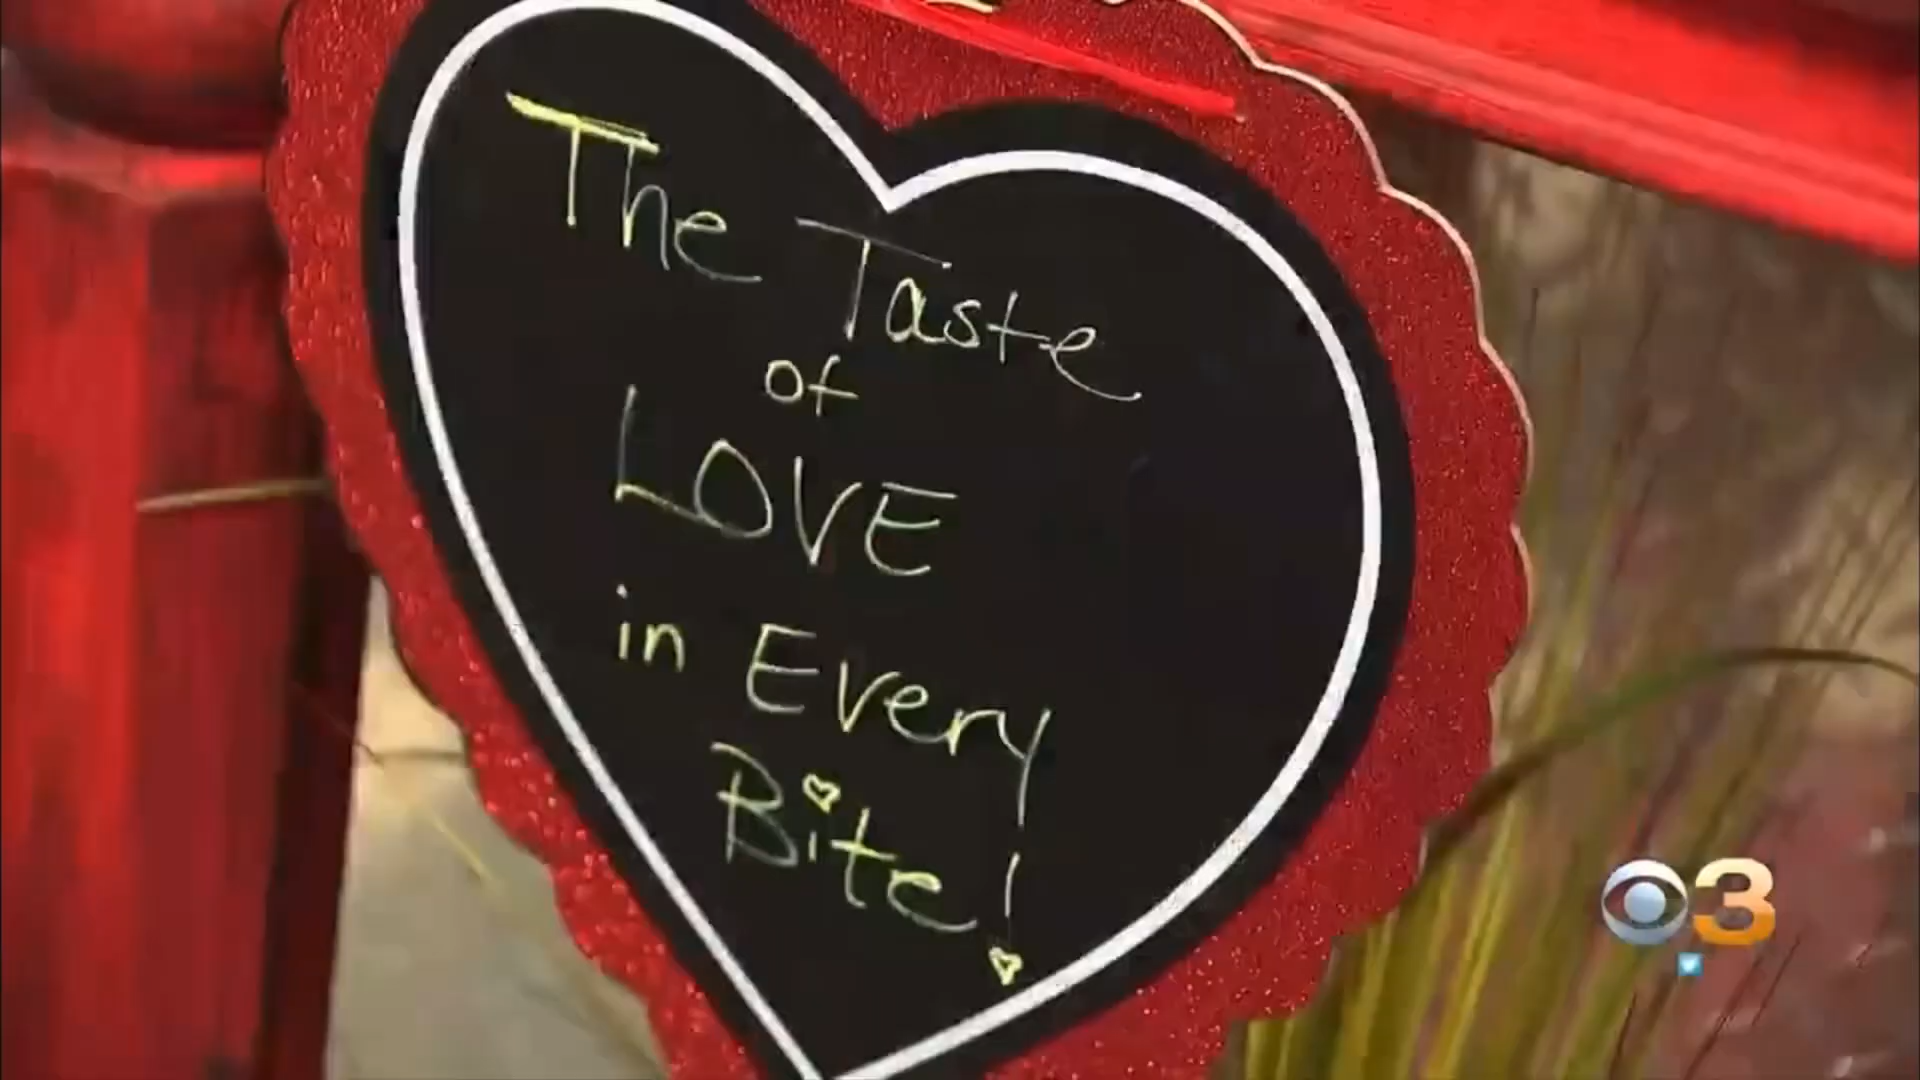 The Taste
of
LOVE
in Every
Bite!
3